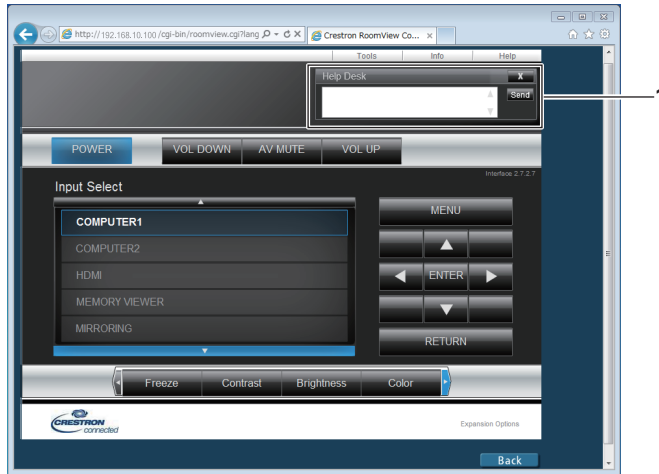 http://192.168.10.100/cgi-bin/roomview.cgi?lang
Crestron RoomView Co...
Tools Info Help
Help Desk X
Send
POWER VOL DOWN AV MUTE VOL UP
Interface 2.7.2.7
Input Select
COMPUTER1
COMPUTER2
HDMI
MEMORY VIEWER
MIRRORING
MENU
ENTER
RETURN
Freeze Contrast Brightness Color
CRESTRON
connected
Expansion Options
Back